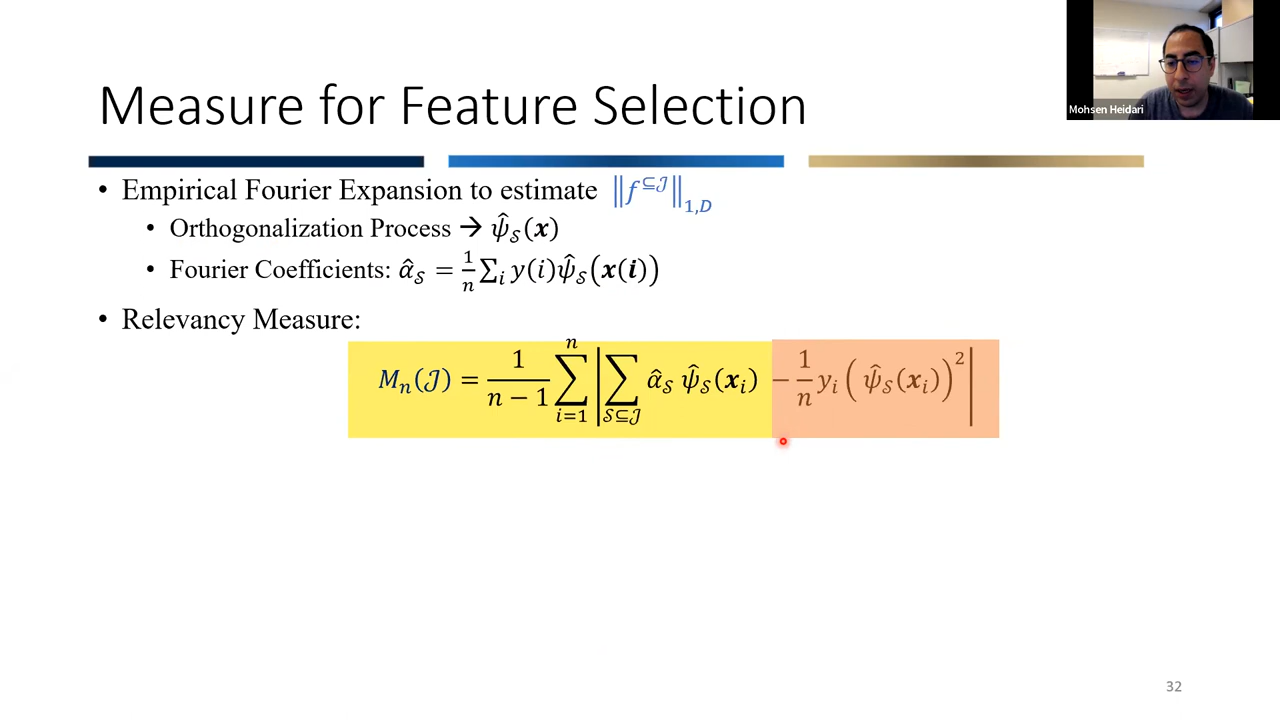 Mohsen Heidari
Measure for Feature Selection
• Empirical Fourier Expansion to estimate ‖f^{⊆𝒥}‖_{1,D}
• Orthogonalization Process → ψ̂_𝒮(𝒙)
• Fourier Coefficients: α̂_𝒮 = 1/n ∑_i y(i)ψ̂_𝒮(𝒙(𝒊))
• Relevancy Measure:
M_n(𝒥) = 1/(n − 1) ∑_{i=1}^{n} |∑_{𝒮⊆𝒥} α̂_𝒮 ψ̂_𝒮(𝒙_i) − 1/n y_i (ψ̂_𝒮(𝒙_i))^2|
32